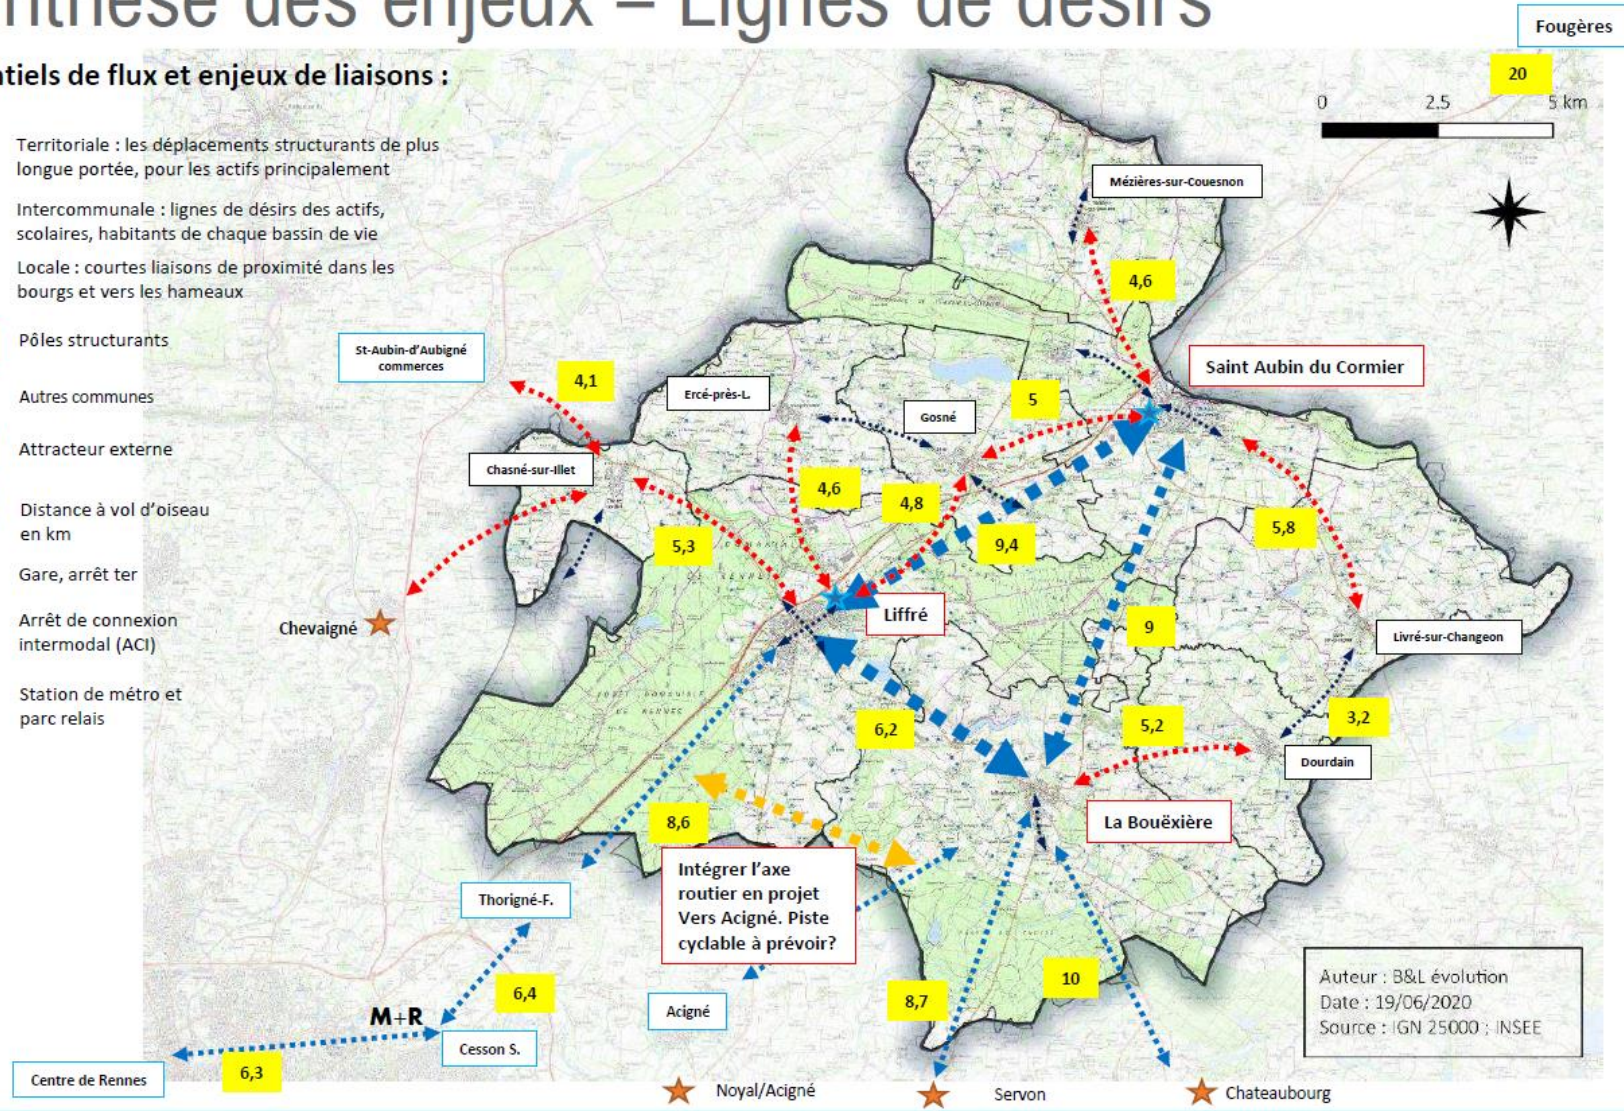 nthèse des enjeux – Lignes de désirs
Fougères
20
ntiels de flux et enjeux de liaisons :
0 2.5 5 km
Territoriale : les déplacements structurants de plus
longue portée, pour les actifs principalement
Intercommunale : lignes de désirs des actifs,
scolaires, habitants de chaque bassin de vie
Locale : courtes liaisons de proximité dans les
bourgs et vers les hameaux
Pôles structurants
Autres communes
Attracteur externe
Distance à vol d'oiseau
en km
Gare, arrêt ter
Arrêt de connexion
intermodal (ACI)
Station de métro et
parc relais
Mézières-sur-Couesnon
4,6
St-Aubin-d'Aubigné
commerces
4,1
Saint Aubin du Cormier
Ercé-près-L.
5
Gosné
Chasné-sur-Illet
4,6
4,8
5,3
9,4
5,8
Liffré
Chevaigné
9
Livré-sur-Changeon
6,2
5,2
3,2
Dourdain
8,6
La Bouëxière
Intégrer l'axe
routier en projet
Vers Acigné. Piste
cyclable à prévoir?
Thorigné-F.
6,4
Acigné
8,7
10
M+R
Cesson S.
6,3
Centre de Rennes
Auteur : B&L évolution
Date : 19/06/2020
Source : IGN 25000 ; INSEE
Noyal/Acigné
Servon
Chateaubourg